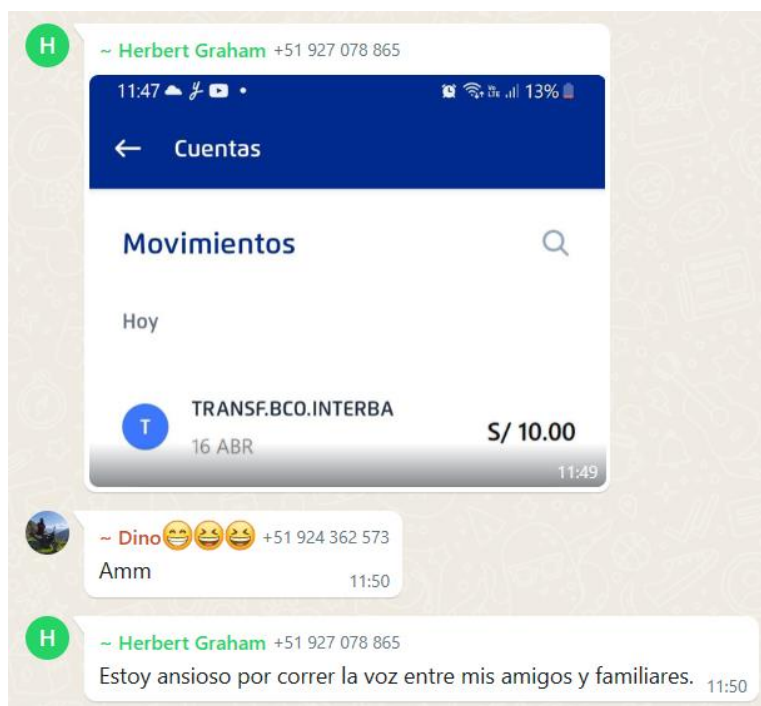 H
~ Herbert Graham +51 927 078 865
11:47 13%
← Cuentas
Movimientos
Hoy
T
TRANSF.BCO.INTERBA
S/ 10.00
16 ABR
11:49
~ Dino😁😆😆 +51 924 362 573
Amm
11:50
H
~ Herbert Graham +51 927 078 865
Estoy ansioso por correr la voz entre mis amigos y familiares.
11:50